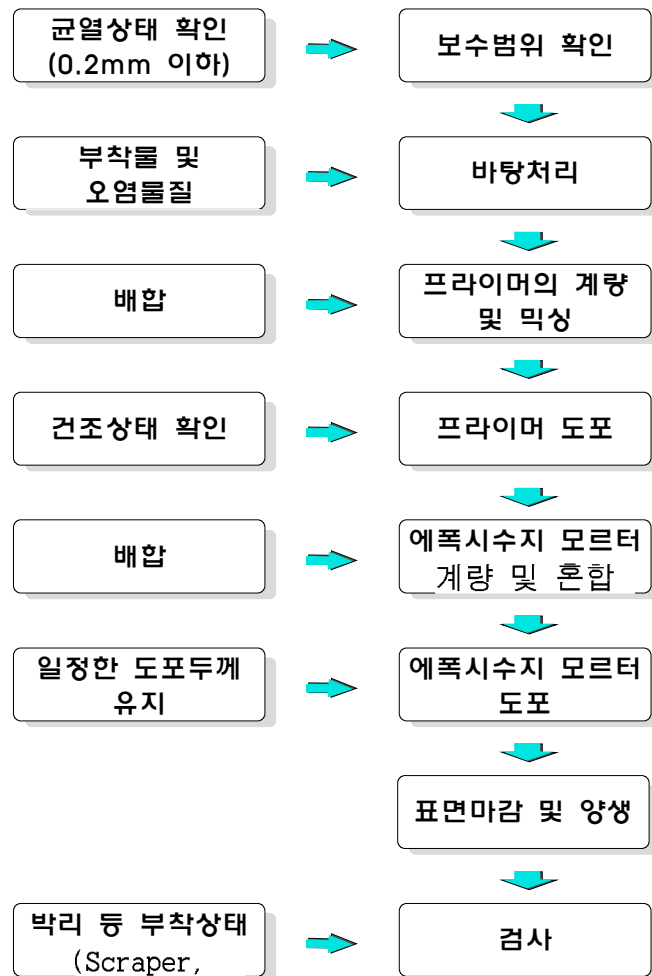 균열상태 확인
(0.2mm 이하)
보수범위 확인
부착물 및
오염물질
바탕처리
배합
프라이머의 계량
및 믹싱
건조상태 확인
프라이머 도포
배합
에폭시수지 모르터
계량 및 혼합
일정한 도포두께
유지
에폭시수지 모르터
도포
표면마감 및 양생
박리 등 부착상태
(Scraper,
검사